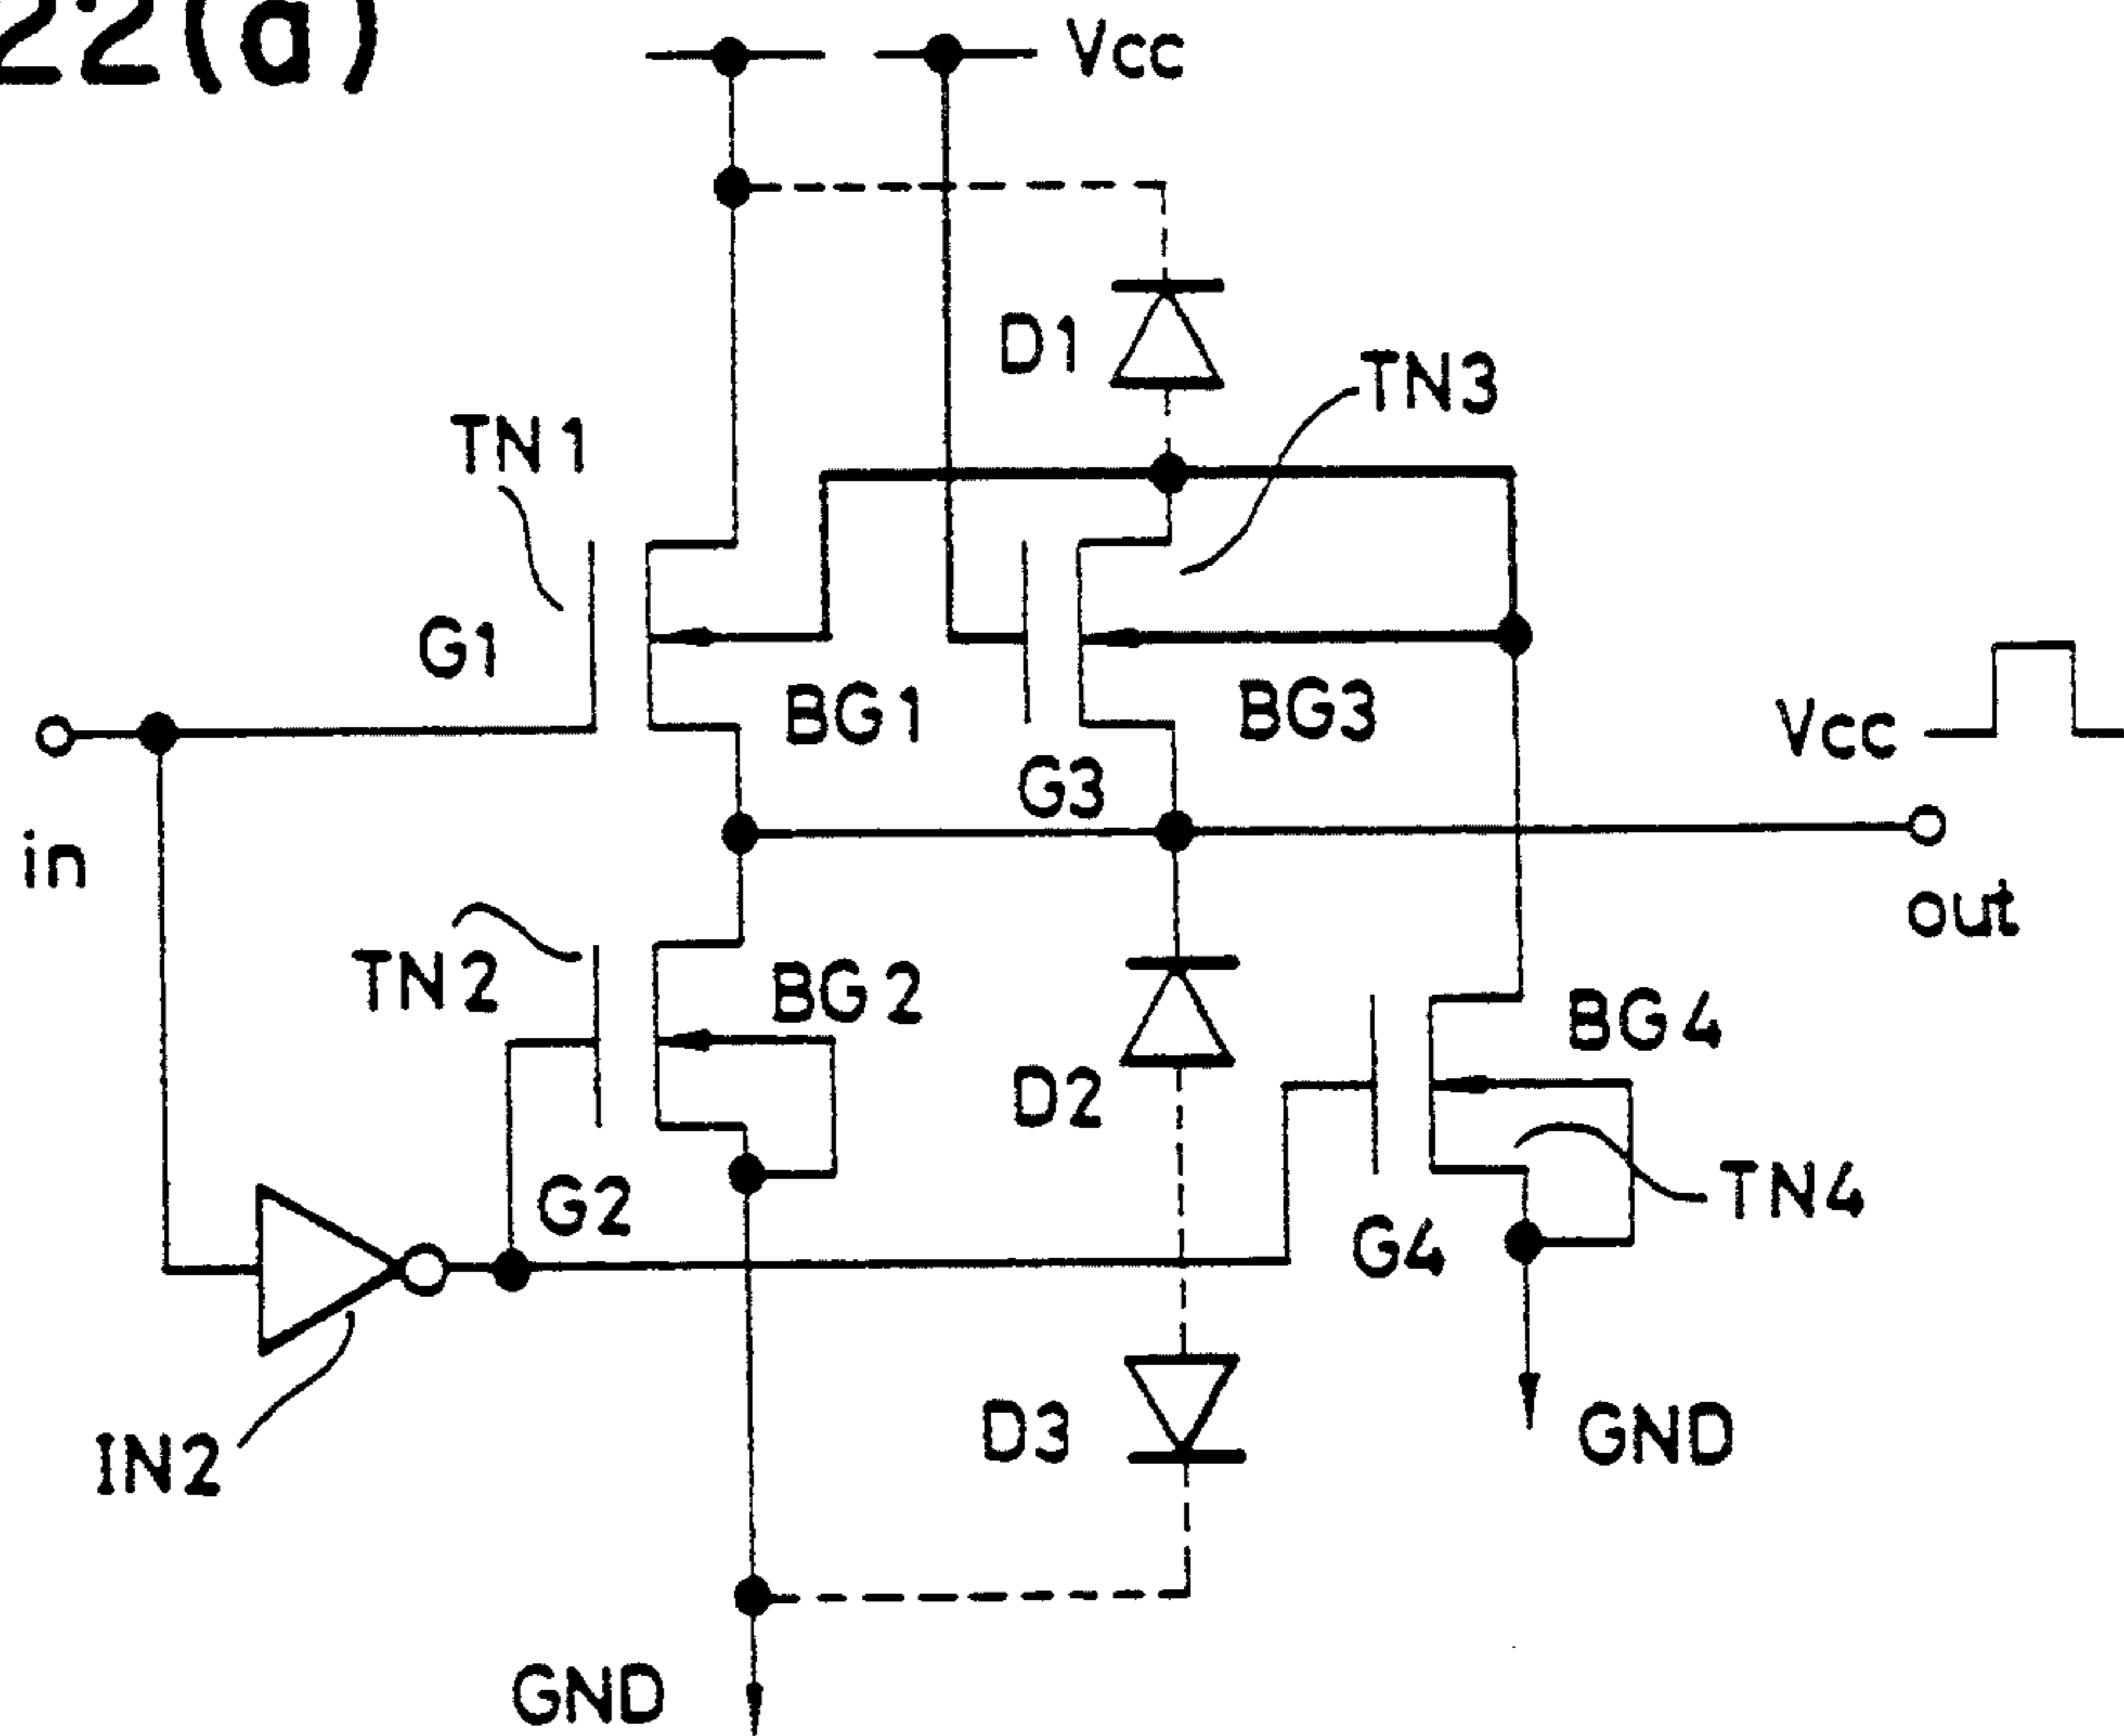 22(a)
Vcc
D1
TN3
TN1
G1
BG1
BG3
Vcc
G3
in
out
TN2
BG2
BG4
D2
G2
TN4
G4
D3
GND
IN2
GND